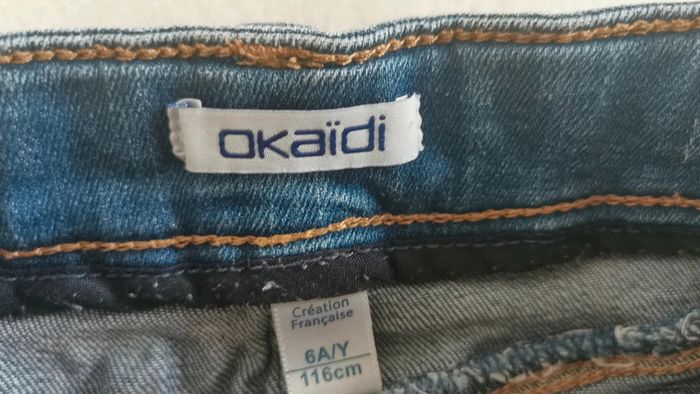 okaïdi
Création
Française
6A/Y
116cm